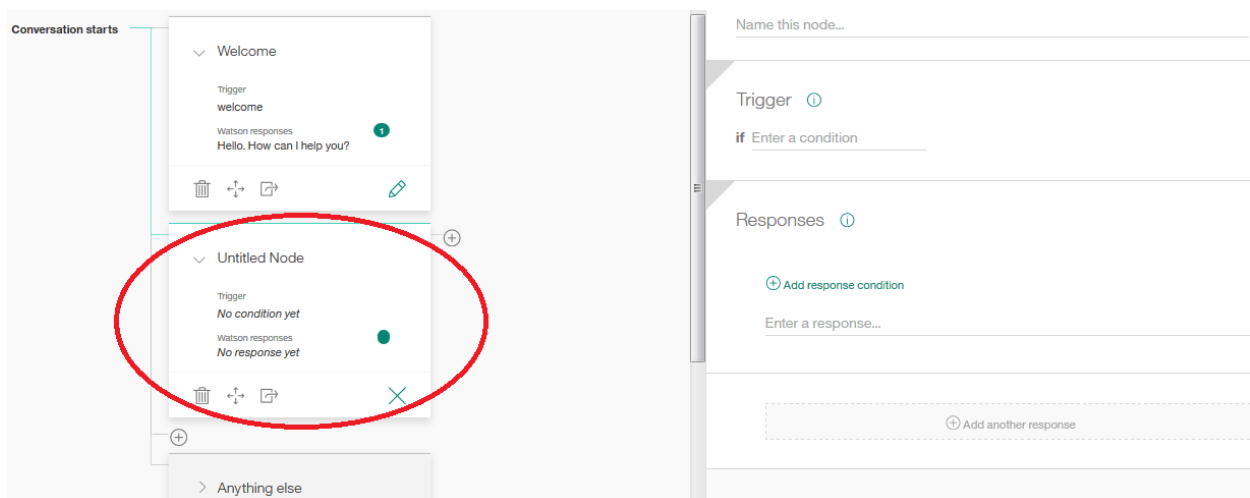 Conversation starts
Welcome
Trigger
welcome
Watson responses
1
Hello. How can I help you?
Untitled Node
Trigger
No condition yet
Watson responses
No response yet
Anything else
Name this node...
Trigger
if Enter a condition
Responses
Add response condition
Enter a response...
Add another response